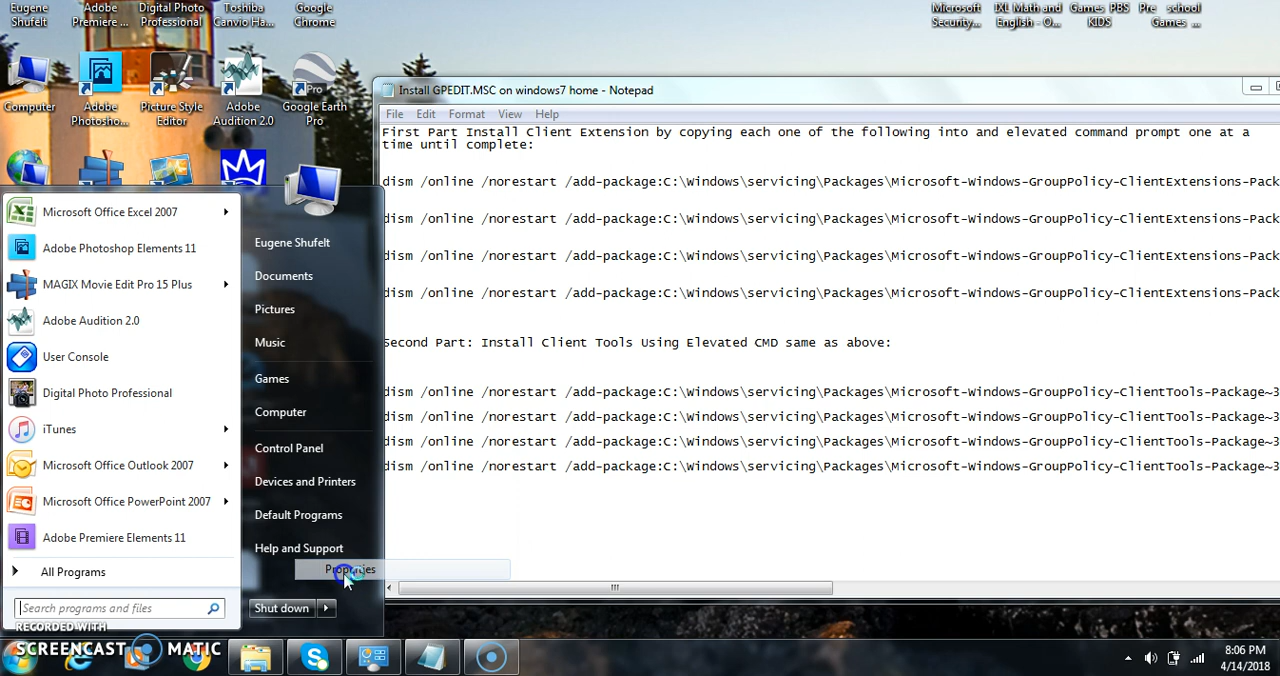 Eugene
Shufelt
Adobe
Premiere ...
Digital Photo
Professional
Toshiba
Canvio Ha...
Google
Chrome
Microsoft
Security...
IXL Math and
English - O...
Games PBS
KIDS
Pre school
Games ...
Computer
Adobe
Photosho...
Picture Style
Editor
Adobe
Audition 2.0
Pro
Google Earth
Pro
Install GPEDIT.MSC on windows7 home - Notepad
File Edit Format View Help
First Part Install Client Extension by copying each one of the following into and elevated command prompt one at a
time until complete:
dism /online /norestart /add-package:C:\Windows\servicing\Packages\Microsoft-Windows-GroupPolicy-ClientExtensions-Pack
dism /online /norestart /add-package:C:\Windows\servicing\Packages\Microsoft-Windows-GroupPolicy-ClientExtensions-Pack
dism /online /norestart /add-package:C:\Windows\servicing\Packages\Microsoft-Windows-GroupPolicy-ClientExtensions-Pack
dism /online /norestart /add-package:C:\Windows\servicing\Packages\Microsoft-Windows-GroupPolicy-ClientExtensions-Pack
Second Part: Install Client Tools Using Elevated CMD same as above:
dism /online /norestart /add-package:C:\Windows\servicing\Packages\Microsoft-Windows-GroupPolicy-ClientTools-Package~3
dism /online /norestart /add-package:C:\Windows\servicing\Packages\Microsoft-Windows-GroupPolicy-ClientTools-Package~3
dism /online /norestart /add-package:C:\Windows\servicing\Packages\Microsoft-Windows-GroupPolicy-ClientTools-Package~3
dism /online /norestart /add-package:C:\Windows\servicing\Packages\Microsoft-Windows-GroupPolicy-ClientTools-Package~3
Microsoft Office Excel 2007
Adobe Photoshop Elements 11
MAGIX Movie Edit Pro 15 Plus
Adobe Audition 2.0
User Console
Digital Photo Professional
iTunes
Microsoft Office Outlook 2007
Microsoft Office PowerPoint 2007
Adobe Premiere Elements 11
All Programs
Search programs and files
Eugene Shufelt
Documents
Pictures
Music
Games
Computer
Control Panel
Devices and Printers
Default Programs
Help and Support
Properties
Shut down
RECORDED WITH
SCREENCAST MATIC
8:06 PM
4/14/2018